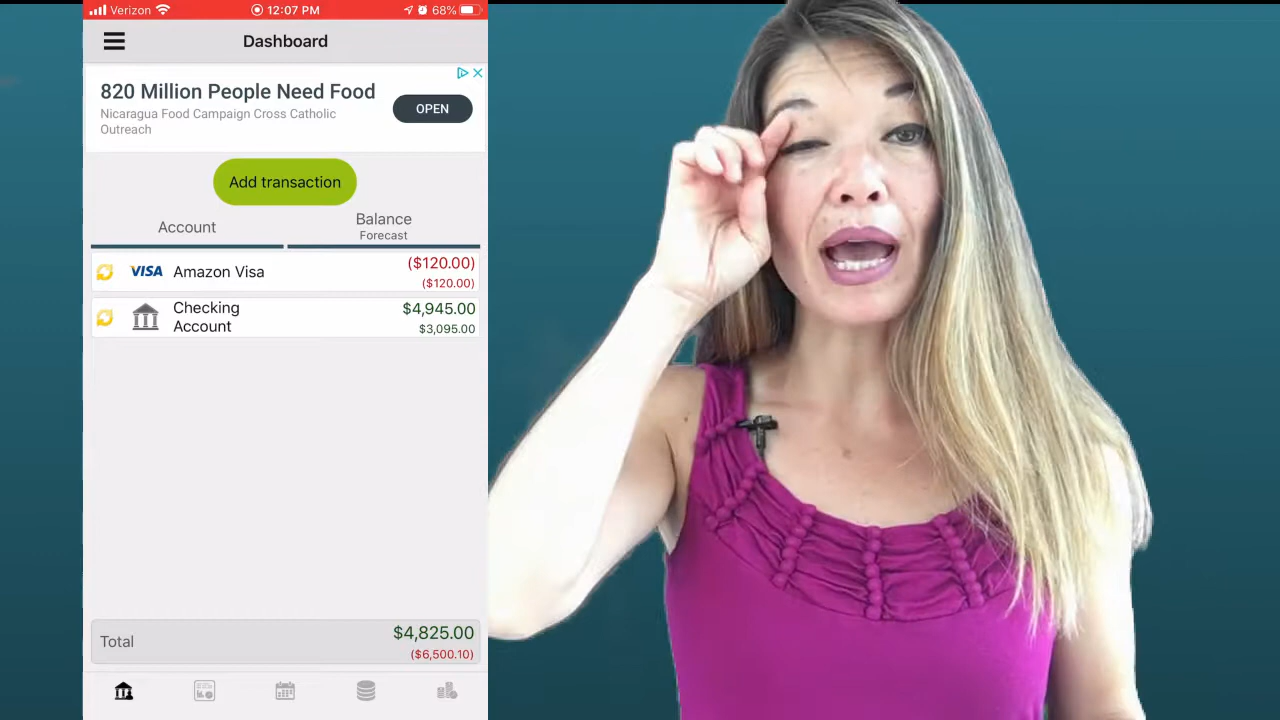 Verizon 12:07 PM 68%
Dashboard
820 Million People Need Food
Nicaragua Food Campaign Cross Catholic
Outreach
OPEN
Add transaction
Account
Balance
Forecast
VISA Amazon Visa ($120.00)
($120.00)
Checking
Account
$4,945.00
$3,095.00
Total
$4,825.00
($6,500.10)